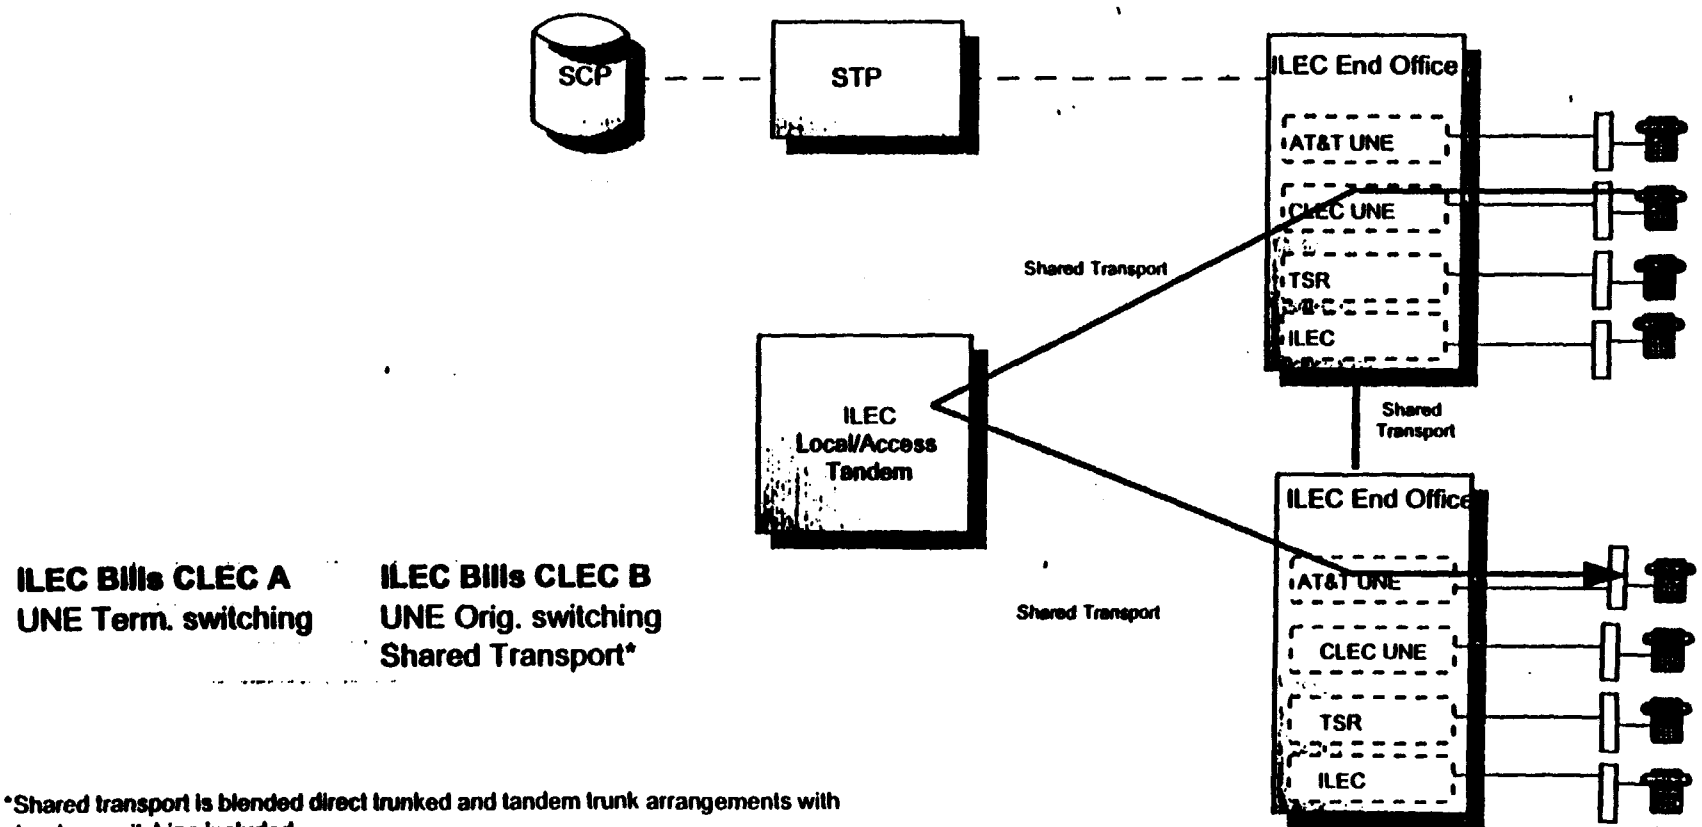 SCP
STP
ILEC End Office
AT&T UNE
CLEC UNE
TSR
ILEC
Shared Transport
Shared
Transport
ILEC
Local/Access
Tandem
ILEC End Office
AT&T UNE
CLEC UNE
TSR
ILEC
Shared Transport
ILEC Bills CLEC A
UNE Term. switching
ILEC Bills CLEC B
UNE Orig. switching
Shared Transport*
*Shared transport is blended direct trunked and tandem trunk arrangements with